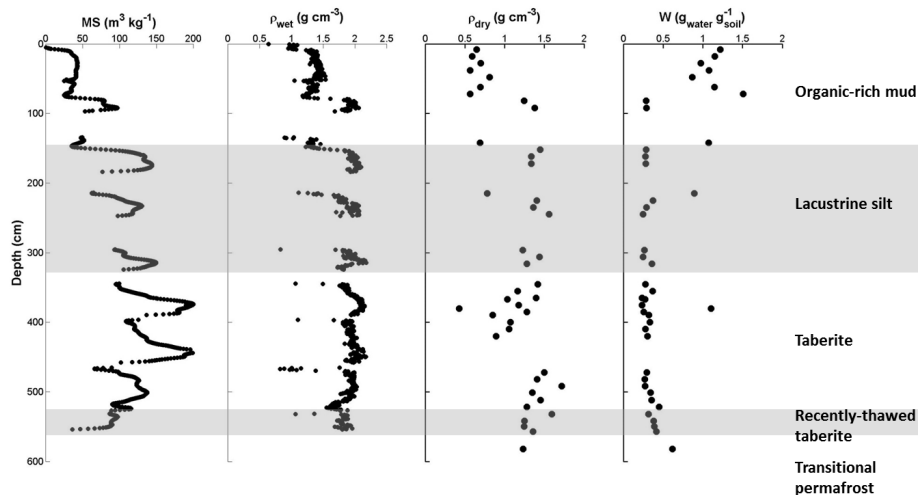 MS (m³ kg⁻¹)
ρwet (g cm⁻³)
ρdry (g cm⁻³)
W (gwater g⁻¹soil)
0 50 100 150 200
0 0.5 1 1.5 2 2.5
0 0.5 1 1.5 2
0 0.5 1 1.5 2
Depth (cm)
0
100
200
300
400
500
600
Organic-rich mud
Lacustrine silt
Taberite
Recently-thawed
taberite
Transitional
permafrost